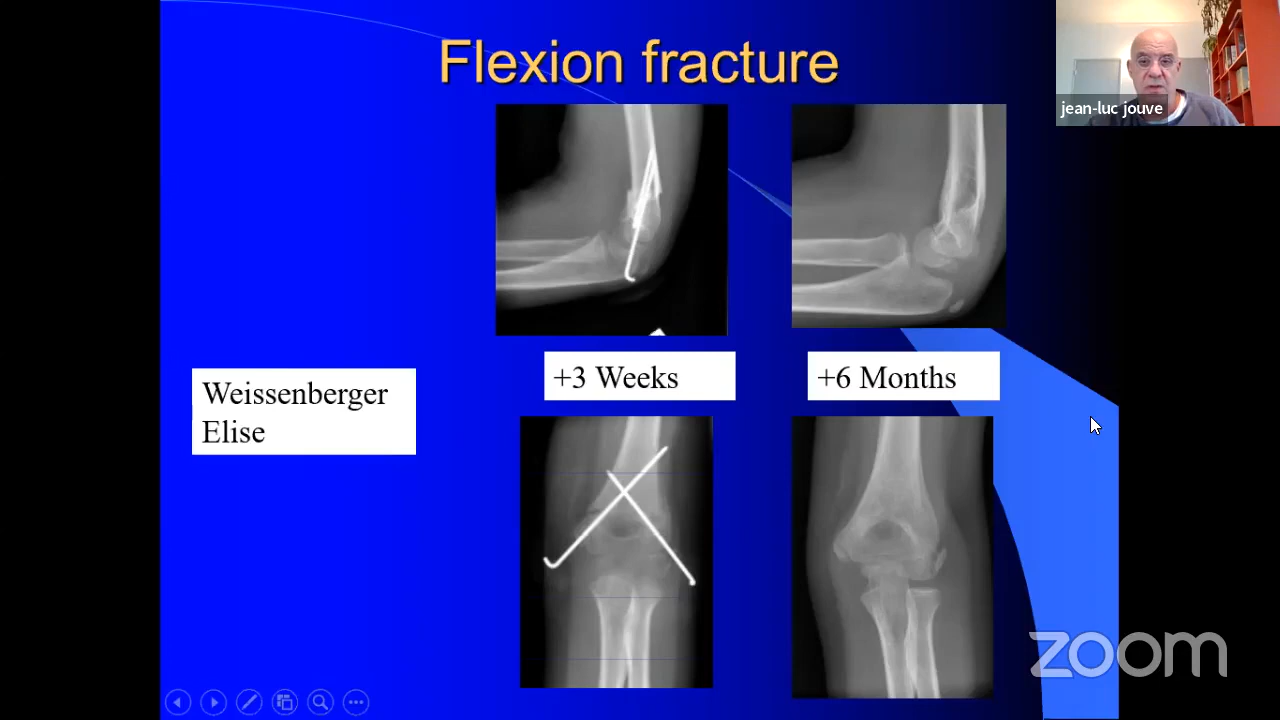 Flexion fracture
jean-luc jouve
+3 Weeks
+6 Months
Weissenberger
Elise
zoom